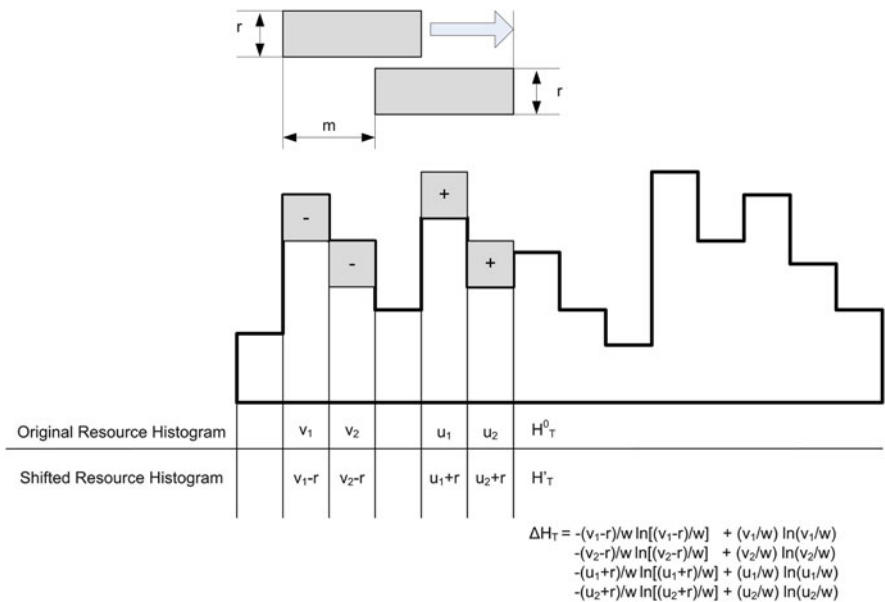 r
r
m
-
-
+
+
Original Resource Histogram v₁ v₂ u₁ u₂ H⁰T
Shifted Resource Histogram v₁-r v₂-r u₁+r u₂+r H'T
ΔHT = -(v₁-r)/w ln[(v₁-r)/w] + (v₁/w) ln(v₁/w)
-(v₂-r)/w ln[(v₂-r)/w] + (v₂/w) ln(v₂/w)
-(u₁+r)/w ln[(u₁+r)/w] + (u₁/w) ln(u₁/w)
-(u₂+r)/w ln[(u₂+r)/w] + (u₂/w) ln(u₂/w)